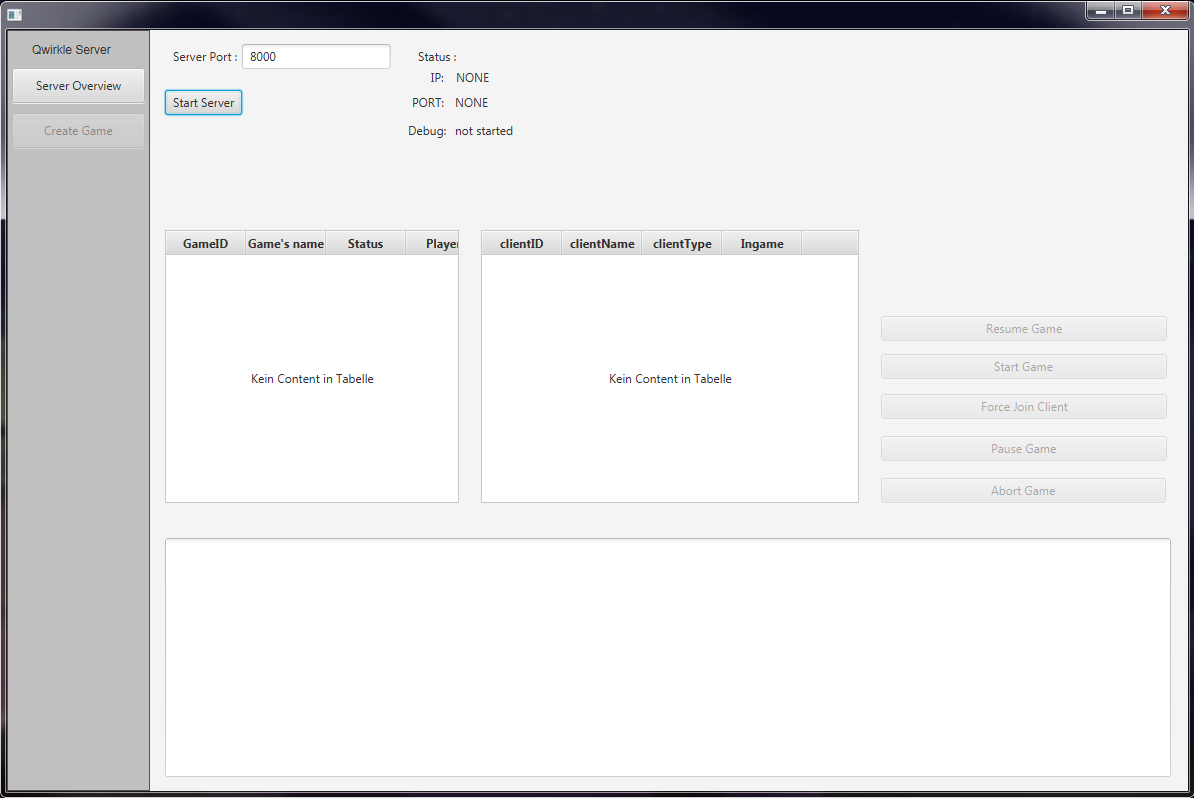 Qwirkle Server
Server Overview
Create Game
Server Port : 8000
Start Server
Status :
IP: NONE
PORT: NONE
Debug: not started
GameID Game's name Status Player
Kein Content in Tabelle
clientID clientName clientType Ingame
Kein Content in Tabelle
Resume Game
Start Game
Force Join Client
Pause Game
Abort Game